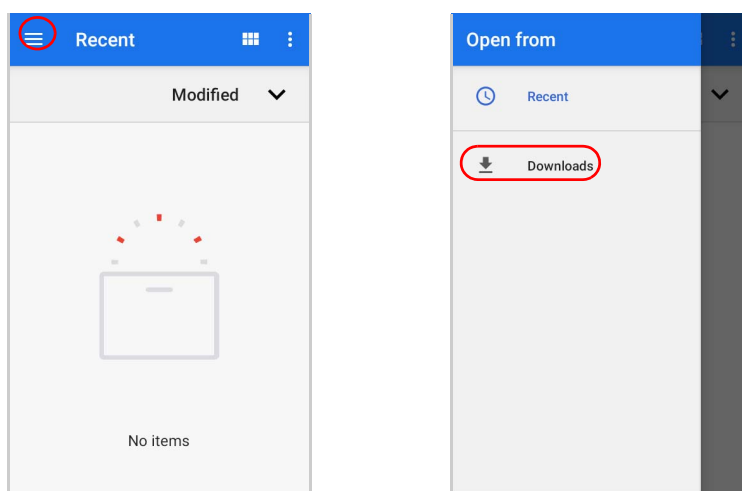 Recent
Modified
No items
Open from
Recent
Downloads